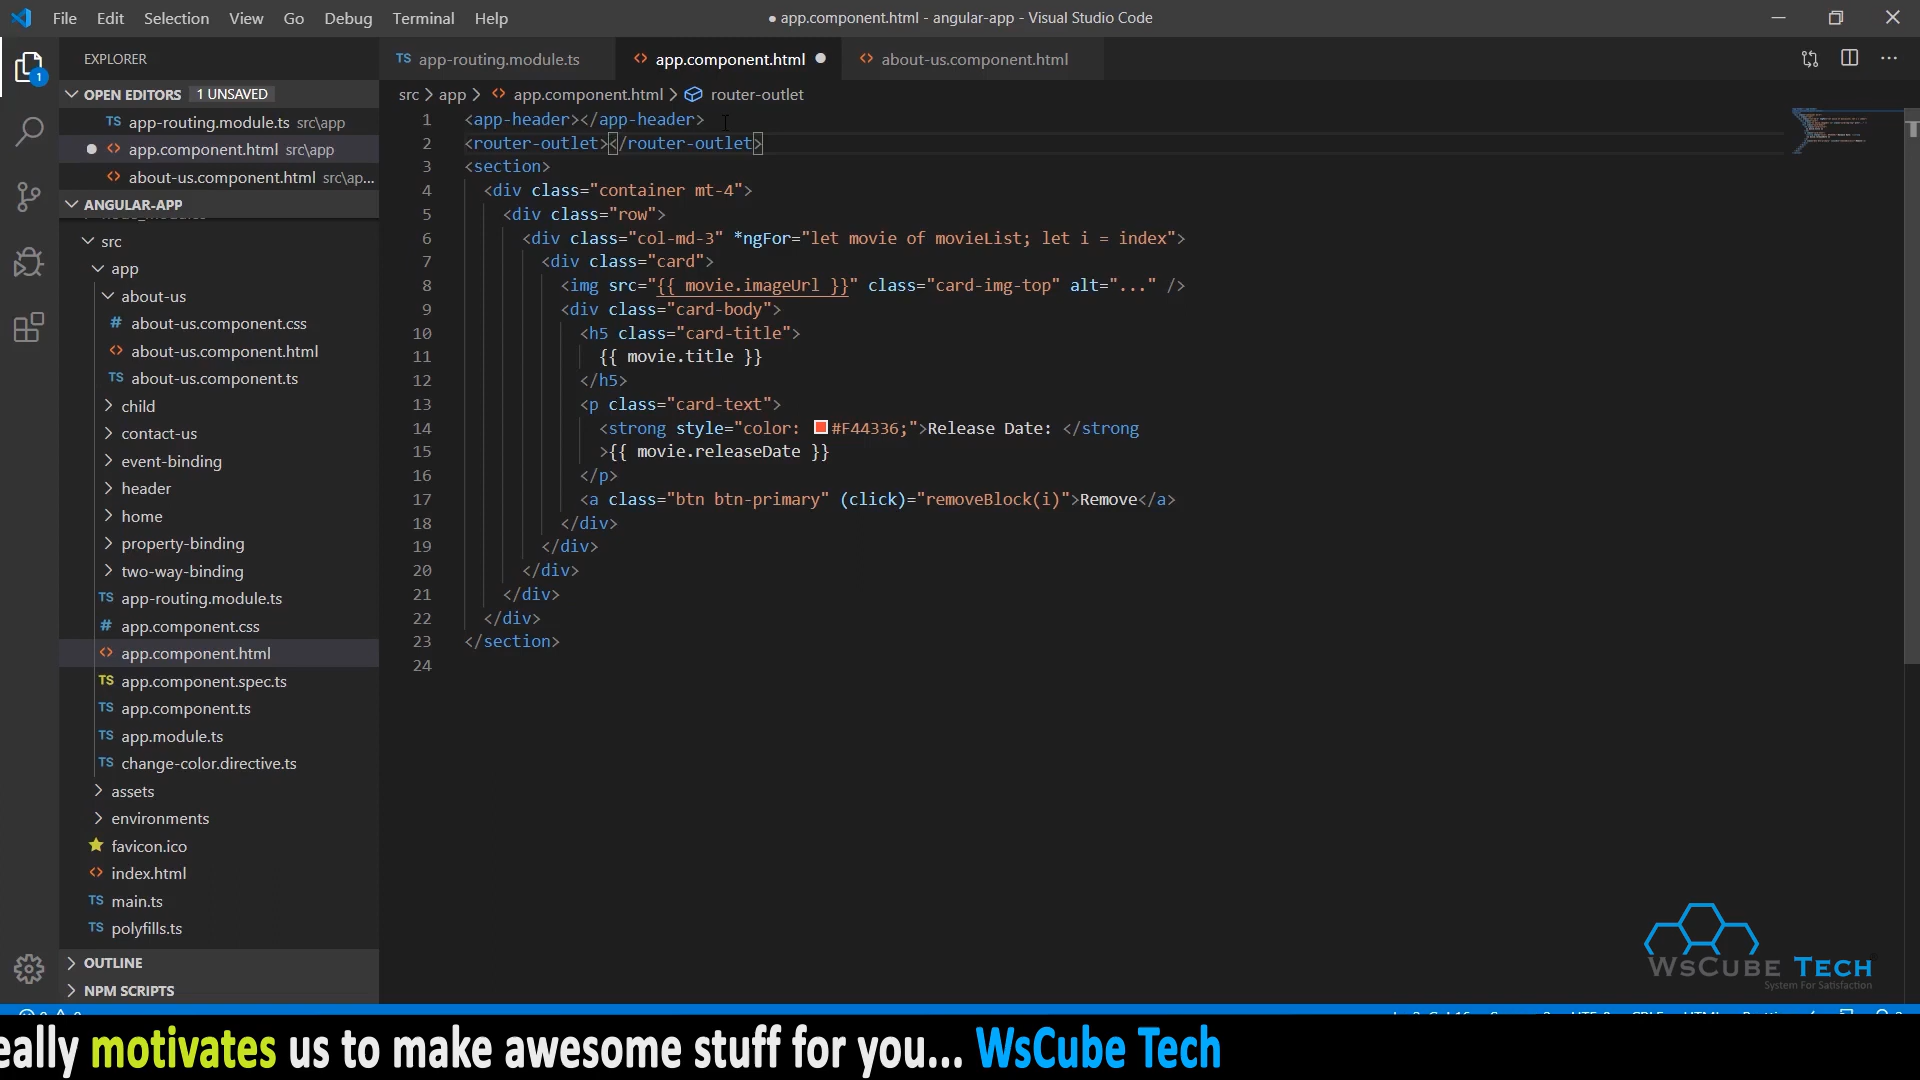 File Edit Selection View Go Debug Terminal Help
● app.component.html - angular-app - Visual Studio Code
EXPLORER
OPEN EDITORS 1 UNSAVED
TS app-routing.module.ts src\app
app.component.html src\app
about-us.component.html src\ap...
ANGULAR-APP
src
app
about-us
# about-us.component.css
about-us.component.html
TS about-us.component.ts
child
contact-us
event-binding
header
home
property-binding
two-way-binding
TS app-routing.module.ts
# app.component.css
app.component.html
TS app.component.spec.ts
TS app.component.ts
TS app.module.ts
TS change-color.directive.ts
assets
environments
favicon.ico
index.html
TS main.ts
TS polyfills.ts
OUTLINE
NPM SCRIPTS
1
TS app-routing.module.ts
app.component.html
about-us.component.html
src > app > app.component.html > router-outlet
1 <app-header></app-header>
2 <router-outlet></router-outlet>
3 <section>
4 <div class="container mt-4">
5 <div class="row">
6 <div class="col-md-3" *ngFor="let movie of movieList; let i = index">
7 <div class="card">
8 <img src="{{ movie.imageUrl }}" class="card-img-top" alt="..." />
9 <div class="card-body">
10 <h5 class="card-title">
11 {{ movie.title }}
12 </h5>
13 <p class="card-text">
14 <strong style="color: #F44336;">Release Date: </strong
15 >{{ movie.releaseDate }}
16 </p>
17 <a class="btn btn-primary" (click)="removeBlock(i)">Remove</a>
18 </div>
19 </div>
20 </div>
21 </div>
22 </div>
23 </section>
24
WSCUBE TECH
System For Satisfaction
eally motivates us to make awesome stuff for you... WsCube Tech